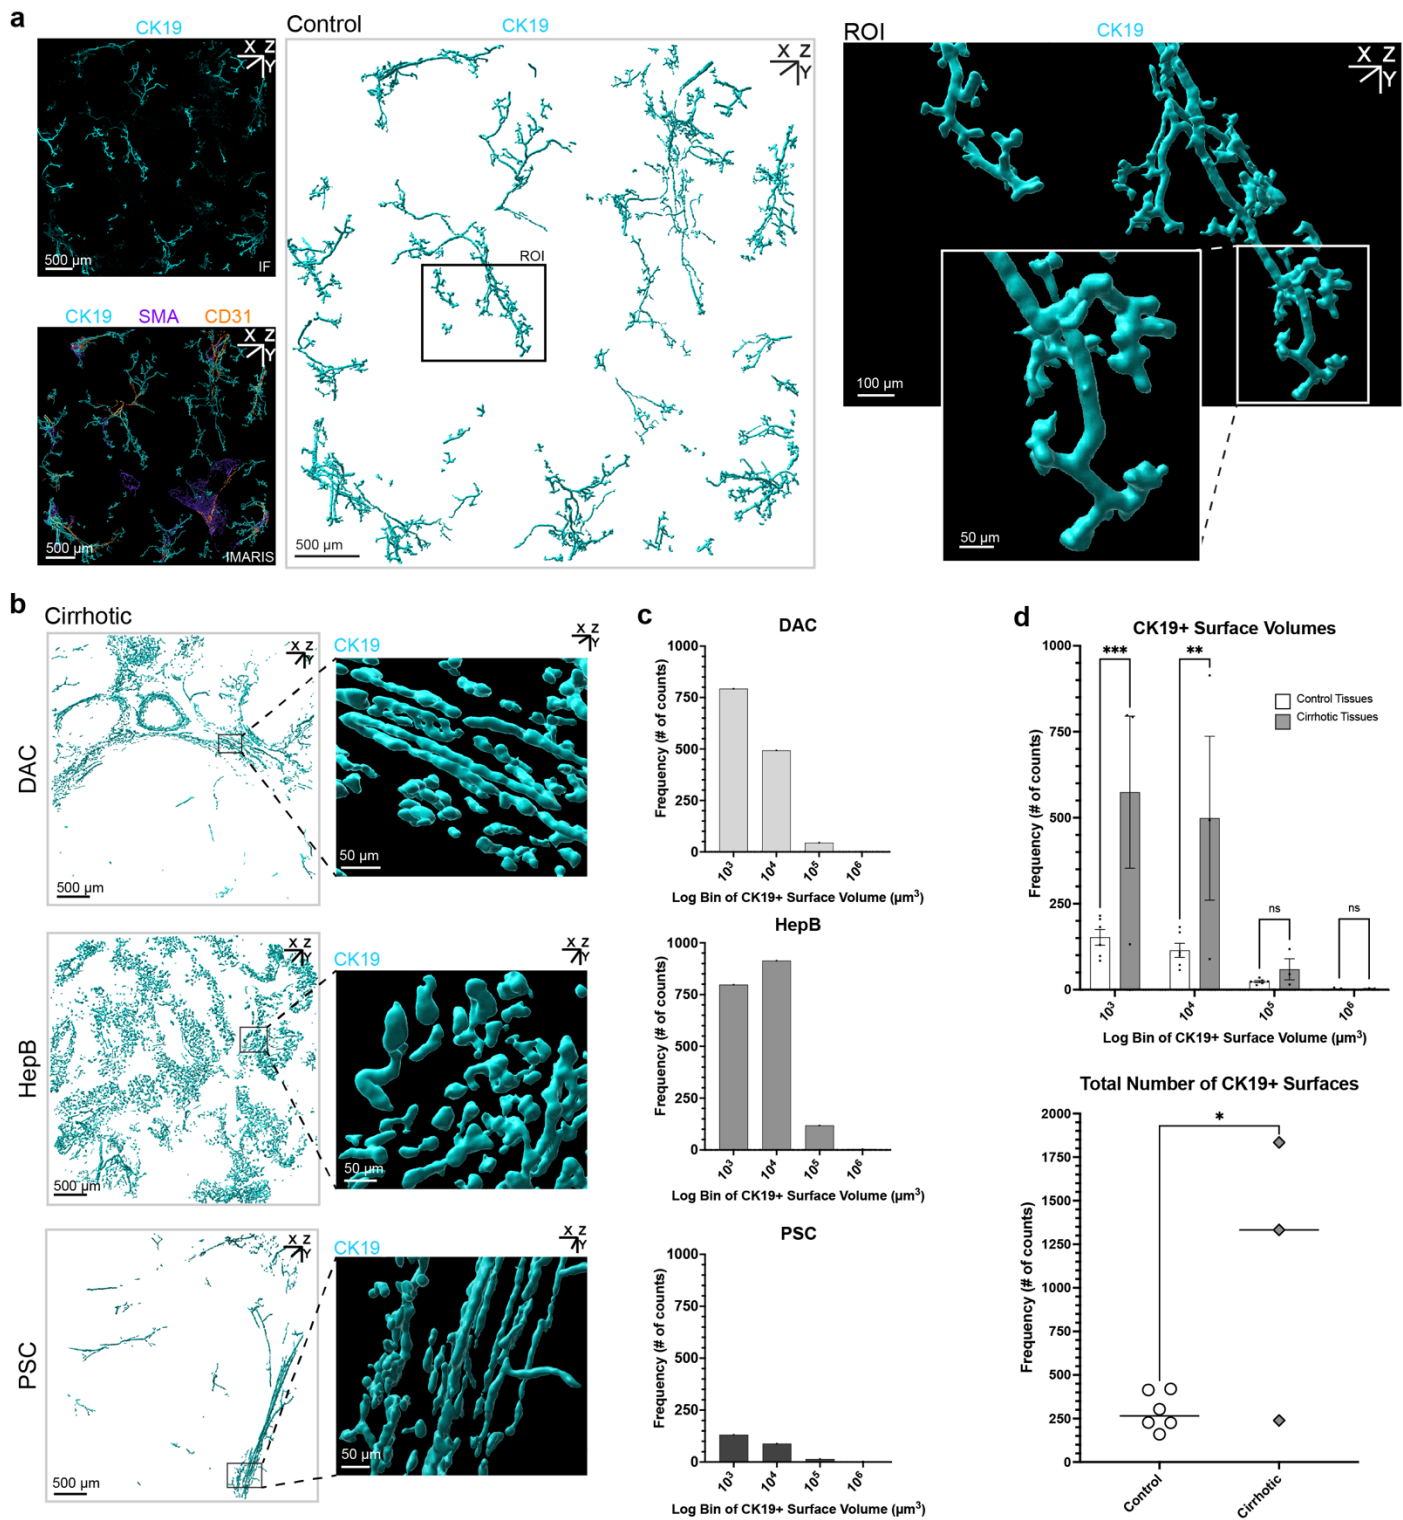 a
CK19
X Z
Y
500 µm
IF
CK19 SMA CD31
X Z
Y
500 µm
IMARIS
Control
CK19
X Z
Y
ROI
500 µm
ROI
CK19
X Z
Y
100 µm
50 µm
b
Cirrhotic
DAC
X Z
Y
500 µm
CK19
X Z
Y
50 µm
HepB
X Z
Y
500 µm
CK19
X Z
Y
50 µm
PSC
X Z
Y
500 µm
CK19
X Z
Y
50 µm
c
DAC
Frequency (# of counts)
1000
750
500
250
0
10³ 10⁴ 10⁵ 10⁶
Log Bin of CK19+ Surface Volume (µm³)
HepB
Frequency (# of counts)
1000
750
500
250
0
10³ 10⁴ 10⁵ 10⁶
Log Bin of CK19+ Surface Volume (µm³)
PSC
Frequency (# of counts)
1000
750
500
250
0
10³ 10⁴ 10⁵ 10⁶
Log Bin of CK19+ Surface Volume (µm³)
d
CK19+ Surface Volumes
Frequency (# of counts)
1000
750
500
250
0
*** ** ns ns
Control Tissues
Cirrhotic Tissues
10³ 10⁴ 10⁵ 10⁶
Log Bin of CK19+ Surface Volume (µm³)
Total Number of CK19+ Surfaces
Frequency (# of counts)
2000
1750
1500
1250
1000
750
500
250
0
*
Control Cirrhotic